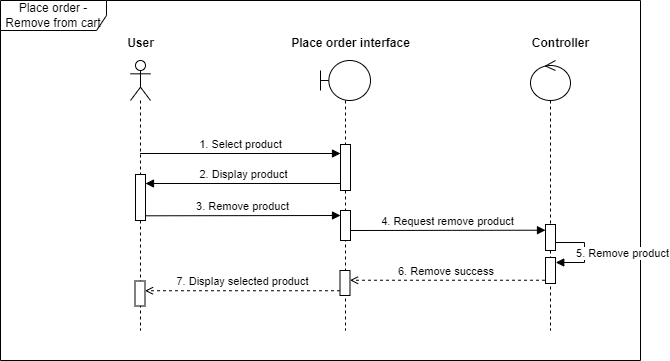 Place order -
Remove from cart
User
Place order interface
Controller
1. Select product
2. Display product
3. Remove product
4. Request remove product
5. Remove product
6. Remove success
7. Display selected product